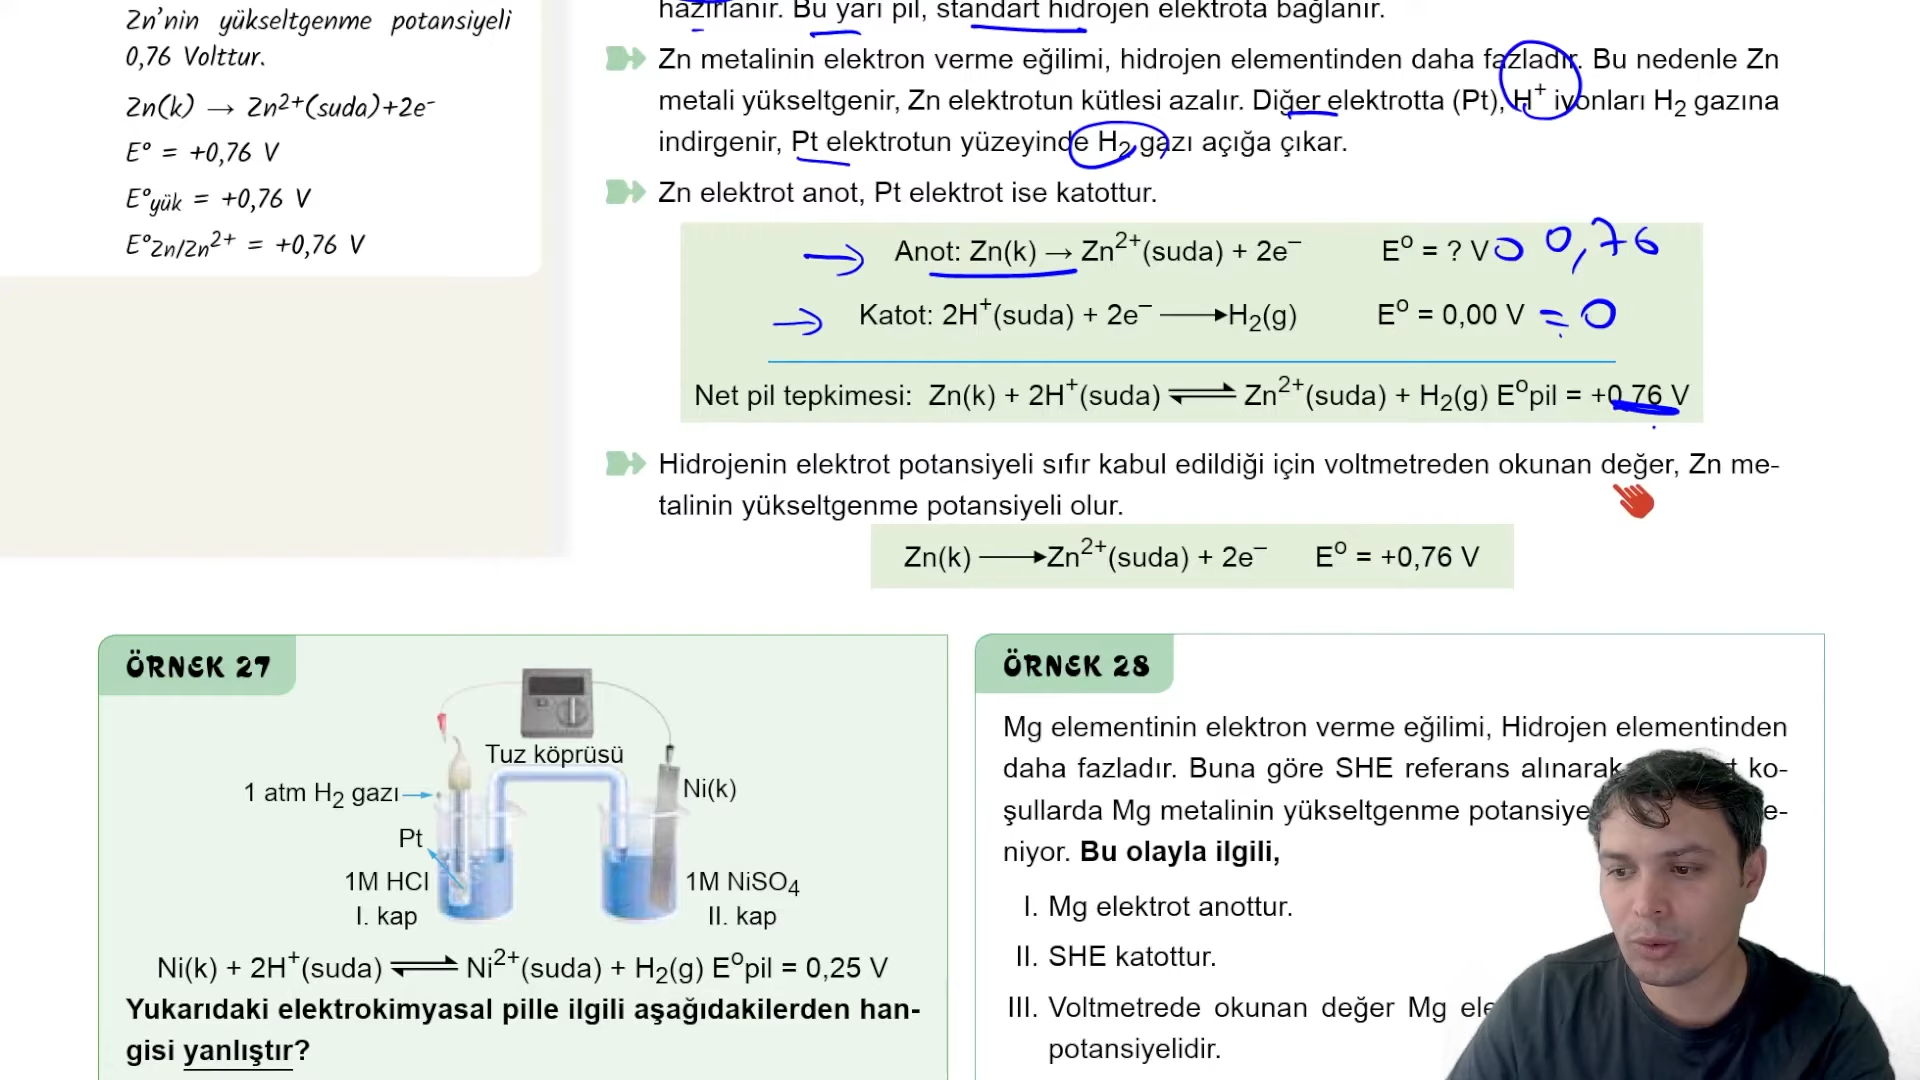 Zn'nin yükseltgenme potansiyeli
0,76 Volttur.
Zn(k) → Zn²⁺(suda)+2e⁻
E° = +0,76 V
E°yük = +0,76 V
E°Zn/Zn²⁺ = +0,76 V
hazırlanır. Bu yarı pil, standart hidrojen elektrota bağlanır.
Zn metalinin elektron verme eğilimi, hidrojen elementinden daha fazladır. Bu nedenle Zn
metali yükseltgenir, Zn elektrotun kütlesi azalır. Diğer elektrotta (Pt), H⁺ iyonları H₂ gazına
indirgenir, Pt elektrotun yüzeyinde H₂ gazı açığa çıkar.
Zn elektrot anot, Pt elektrot ise katottur.
Anot: Zn(k) → Zn²⁺(suda) + 2e⁻ E° = ? V 0,76
Katot: 2H⁺(suda) + 2e⁻ → H₂(g) E° = 0,00 V = 0
Net pil tepkimesi: Zn(k) + 2H⁺(suda) ⇌ Zn²⁺(suda) + H₂(g) E°pil = +0,76 V
Hidrojenin elektrot potansiyeli sıfır kabul edildiği için voltmetreden okunan değer, Zn me-
talinin yükseltgenme potansiyeli olur.
Zn(k) → Zn²⁺(suda) + 2e⁻ E° = +0,76 V
ÖRNEK 27
Tuz köprüsü
1 atm H₂ gazı
Ni(k)
Pt
1M HCl
I. kap
1M NiSO₄
II. kap
Ni(k) + 2H⁺(suda) ⇌ Ni²⁺(suda) + H₂(g) E°pil = 0,25 V
Yukarıdaki elektrokimyasal pille ilgili aşağıdakilerden han-
gisi yanlıştır?
ÖRNEK 28
Mg elementinin elektron verme eğilimi, Hidrojen elementinden
daha fazladır. Buna göre SHE referans alınarak ko-
şullarda Mg metalinin yükseltgenme
niyor. Bu olayla ilgili,
I. Mg elektrot anottur.
II. SHE katottur.
III. Voltmetrede okunan değer Mg
potansiyelidir.